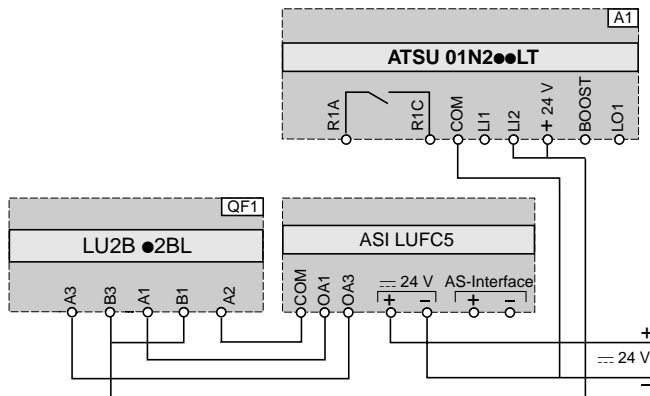 A1
ATSU 01N2●●LT
R1A
R1C
COM
LI1
LI2
+ 24 V
BOOST
LO1
QF1
LU2B ●2BL
A3
B3
A1
B1
A2
ASI LUFC5
COM
OA1
OA3
24 V
+
–
AS-Interface
+
–
+
24 V
–